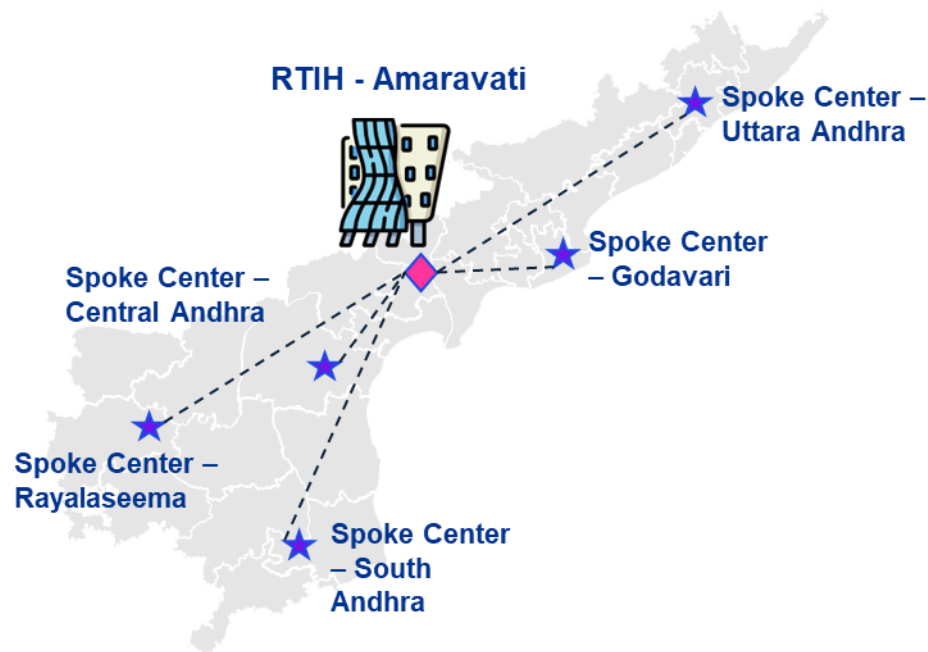 RTIH - Amaravati
Spoke Center –
Uttara Andhra
Spoke Center
– Godavari
Spoke Center –
Central Andhra
Spoke Center –
Rayalaseema
Spoke Center
– South
Andhra